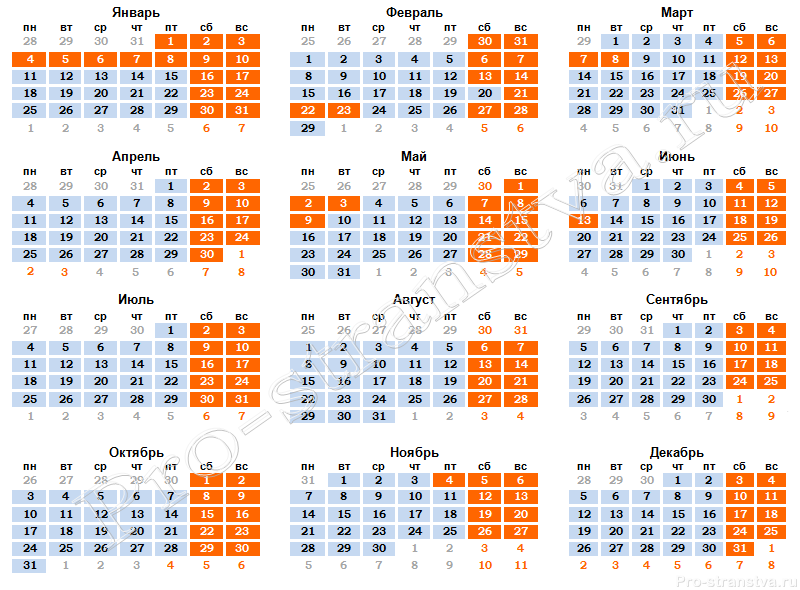 Январь
пн вт ср чт пт сб вс
28 29 30 31 1 2 3
4 5 6 7 8 9 10
11 12 13 14 15 16 17
18 19 20 21 22 23 24
25 26 27 28 29 30 31
1 2 3 4 5 6 7
Февраль
пн вт ср чт пт сб вс
25 26 27 28 29 30 31
1 2 3 4 5 6 7
8 9 10 11 12 13 14
15 16 17 18 19 20 21
22 23 24 25 26 27 28
29 1 2 3 4 5 6
Март
пн вт ср чт пт сб вс
29 1 2 3 4 5 6
7 8 9 10 11 12 13
14 15 16 17 18 19 20
21 22 23 24 25 26 27
28 29 30 31 1 2 3
4 5 6 7 8 9 10
Апрель
пн вт ср чт пт сб вс
28 29 30 31 1 2 3
4 5 6 7 8 9 10
11 12 13 14 15 16 17
18 19 20 21 22 23 24
25 26 27 28 29 30 1
2 3 4 5 6 7 8
Май
пн вт ср чт пт сб вс
25 26 27 28 29 30 1
2 3 4 5 6 7 8
9 10 11 12 13 14 15
16 17 18 19 20 21 22
23 24 25 26 27 28 29
30 31 1 2 3 4 5
Июнь
пн вт ср чт пт сб вс
30 31 1 2 3 4 5
6 7 8 9 10 11 12
13 14 15 16 17 18 19
20 21 22 23 24 25 26
27 28 29 30 1 2 3
4 5 6 7 8 9 10
Июль
пн вт ср чт пт сб вс
27 28 29 30 1 2 3
4 5 6 7 8 9 10
11 12 13 14 15 16 17
18 19 20 21 22 23 24
25 26 27 28 29 30 31
1 2 3 4 5 6 7
Август
пн вт ср чт пт сб вс
25 26 27 28 29 30 31
1 2 3 4 5 6 7
8 9 10 11 12 13 14
15 16 17 18 19 20 21
22 23 24 25 26 27 28
29 30 31 1 2 3 4
Сентябрь
пн вт ср чт пт сб вс
29 30 31 1 2 3 4
5 6 7 8 9 10 11
12 13 14 15 16 17 18
19 20 21 22 23 24 25
26 27 28 29 30 1 2
3 4 5 6 7 8 9
Октябрь
пн вт ср чт пт сб вс
26 27 28 29 30 1 2
3 4 5 6 7 8 9
10 11 12 13 14 15 16
17 18 19 20 21 22 23
24 25 26 27 28 29 30
31 1 2 3 4 5 6
Ноябрь
пн вт ср чт пт сб вс
31 1 2 3 4 5 6
7 8 9 10 11 12 13
14 15 16 17 18 19 20
21 22 23 24 25 26 27
28 29 30 1 2 3 4
5 6 7 8 9 10 11
Декабрь
пн вт ср чт пт сб вс
28 29 30 1 2 3 4
5 6 7 8 9 10 11
12 13 14 15 16 17 18
19 20 21 22 23 24 25
26 27 28 29 30 31 1
2 3 4 5 6 7 8
Pro-stranstva.ru
Pro-stranstva.ru